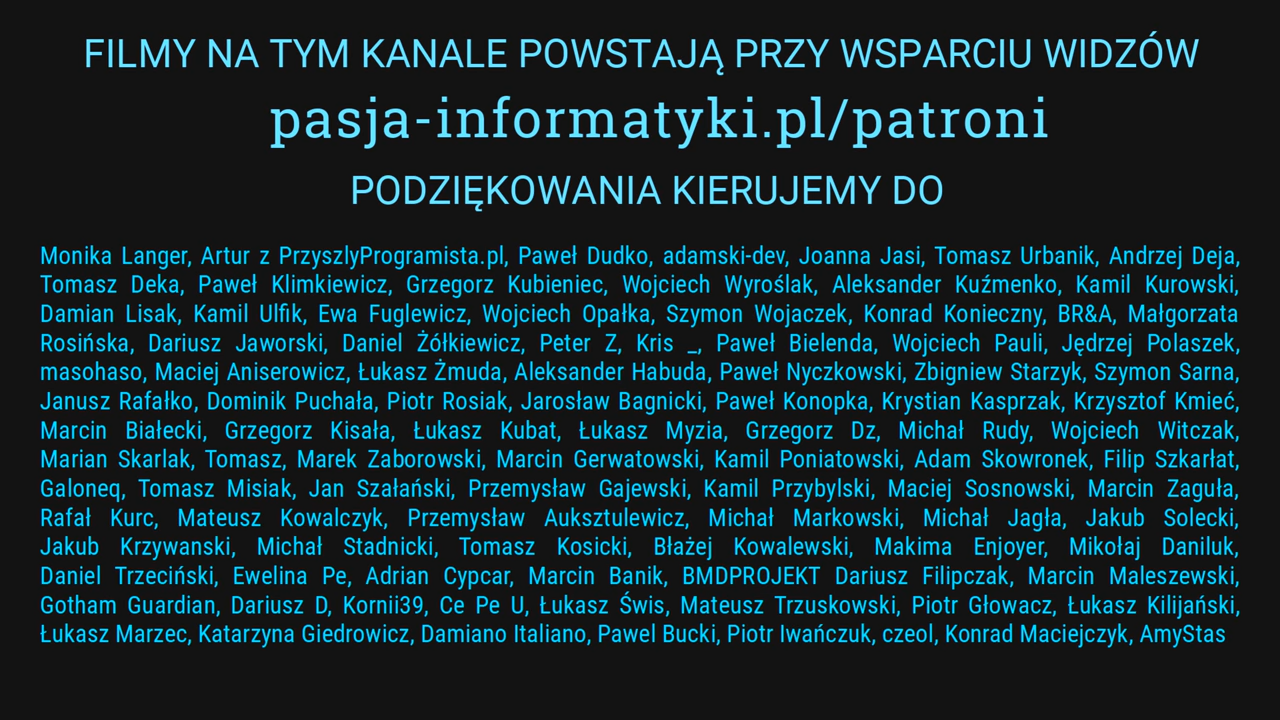 FILMY NA TYM KANALE POWSTAJĄ PRZY WSPARCIU WIDZÓW
pasja-informatyki.pl/patroni
PODZIĘKOWANIA KIERUJEMY DO
Monika Langer, Artur z PrzyszlyProgramista.pl, Paweł Dudko, adamski-dev, Joanna Jasi, Tomasz Urbanik, Andrzej Deja,
Tomasz Deka, Paweł Klimkiewicz, Grzegorz Kubieniec, Wojciech Wyroślak, Aleksander Kuźmenko, Kamil Kurowski,
Damian Lisak, Kamil Ulfik, Ewa Fuglewicz, Wojciech Opałka, Szymon Wojaczek, Konrad Konieczny, BR&A, Małgorzata
Rosińska, Dariusz Jaworski, Daniel Żółkiewicz, Peter Z, Kris _, Paweł Bielenda, Wojciech Pauli, Jędrzej Polaszek,
masohaso, Maciej Aniserowicz, Łukasz Żmuda, Aleksander Habuda, Paweł Nyczkowski, Zbigniew Starzyk, Szymon Sarna,
Janusz Rafałko, Dominik Puchała, Piotr Rosiak, Jarosław Bagnicki, Paweł Konopka, Krystian Kasprzak, Krzysztof Kmieć,
Marcin Białecki, Grzegorz Kisała, Łukasz Kubat, Łukasz Myzia, Grzegorz Dz, Michał Rudy, Wojciech Witczak,
Marian Skarlak, Tomasz, Marek Zaborowski, Marcin Gerwatowski, Kamil Poniatowski, Adam Skowronek, Filip Szkarłat,
Galoneq, Tomasz Misiak, Jan Szałański, Przemysław Gajewski, Kamil Przybylski, Maciej Sosnowski, Marcin Zaguła,
Rafał Kurc, Mateusz Kowalczyk, Przemysław Auksztulewicz, Michał Markowski, Michał Jagła, Jakub Solecki,
Jakub Krzywanski, Michał Stadnicki, Tomasz Kosicki, Błażej Kowalewski, Makima Enjoyer, Mikołaj Daniluk,
Daniel Trzeciński, Ewelina Pe, Adrian Cypcar, Marcin Banik, BMDPROJEKT Dariusz Filipczak, Marcin Maleszewski,
Gotham Guardian, Dariusz D, Kornii39, Ce Pe U, Łukasz Świs, Mateusz Trzuskowski, Piotr Głowacz, Łukasz Kilijański,
Łukasz Marzec, Katarzyna Giedrowicz, Damiano Italiano, Pawel Bucki, Piotr Iwańczuk, czeol, Konrad Maciejczyk, AmyStas